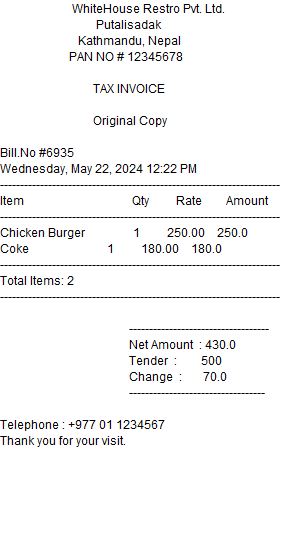 WhiteHouse Restro Pvt. Ltd.
Putalisadak
Kathmandu, Nepal
PAN NO # 12345678
TAX INVOICE
Original Copy
Bill.No #6935
Wednesday, May 22, 2024 12:22 PM
----------------------------------------------------------------------
Item Qty Rate Amount
----------------------------------------------------------------------
Chicken Burger 1 250.00 250.0
Coke 1 180.00 180.0
----------------------------------------------------------------------
Total Items: 2
----------------------------------------------------------------------
-----------------------------------
Net Amount : 430.0
Tender : 500
Change : 70.0
----------------------------------
Telephone : +977 01 1234567
Thank you for your visit.